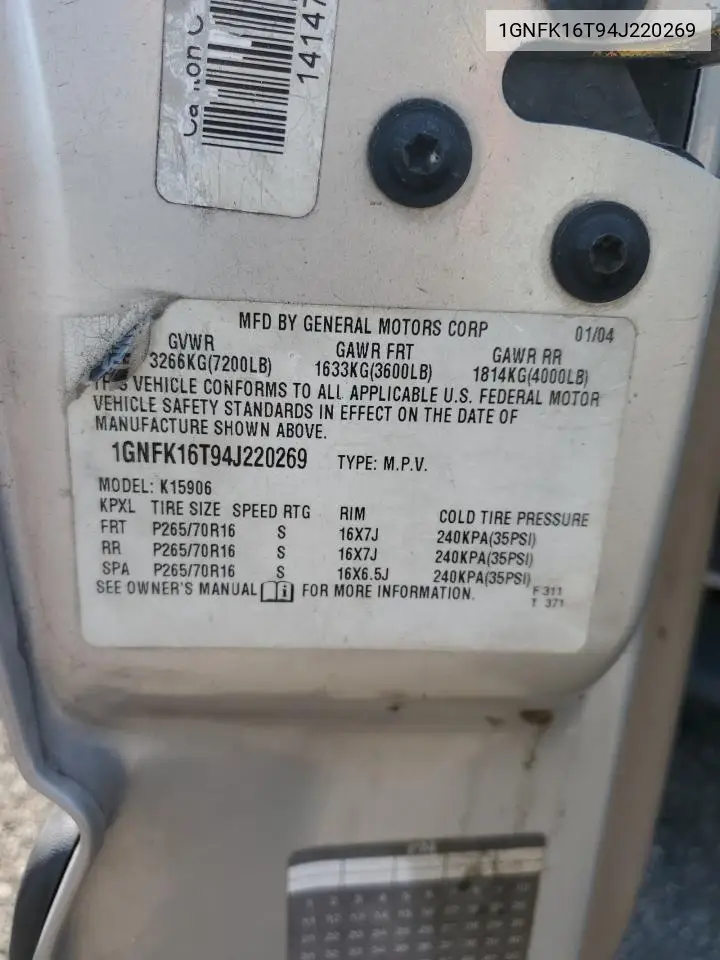 1GNFK16T94J220269
14147
MFD BY GENERAL MOTORS CORP 01/04
GVWR GAWR FRT GAWR RR
3266KG(7200LB) 1633KG(3600LB) 1814KG(4000LB)
THIS VEHICLE CONFORMS TO ALL APPLICABLE U.S. FEDERAL MOTOR
VEHICLE SAFETY STANDARDS IN EFFECT ON THE DATE OF
MANUFACTURE SHOWN ABOVE.
1GNFK16T94J220269 TYPE: M.P.V.
MODEL: K15906
KPXL TIRE SIZE SPEED RTG RIM COLD TIRE PRESSURE
FRT P265/70R16 S 16X7J 240KPA(35PSI)
RR P265/70R16 S 16X7J 240KPA(35PSI)
SPA P265/70R16 S 16X6.5J 240KPA(35PSI)
SEE OWNER'S MANUAL FOR MORE INFORMATION.
F 311
T 371